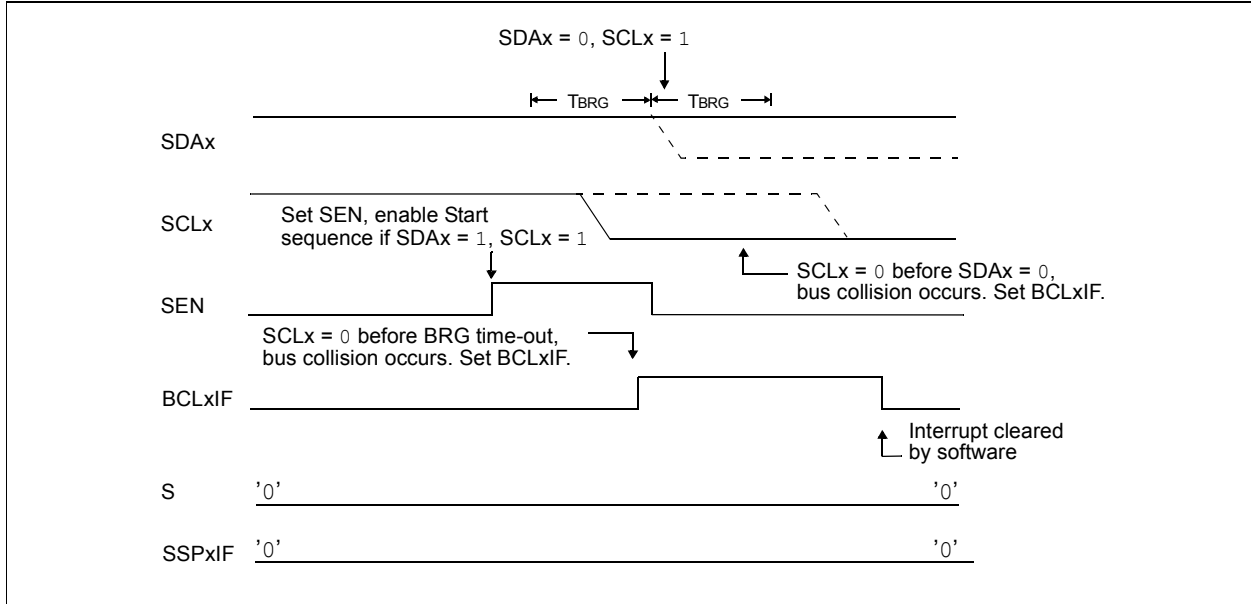 SDAx = 0, SCLx = 1
TBRG TBRG
SDAx
SCLx
Set SEN, enable Start
sequence if SDAx = 1, SCLx = 1
SCLx = 0 before SDAx = 0,
bus collision occurs. Set BCLxIF.
SEN
SCLx = 0 before BRG time-out,
bus collision occurs. Set BCLxIF.
BCLxIF
Interrupt cleared
by software
S '0' '0'
SSPxIF '0' '0'